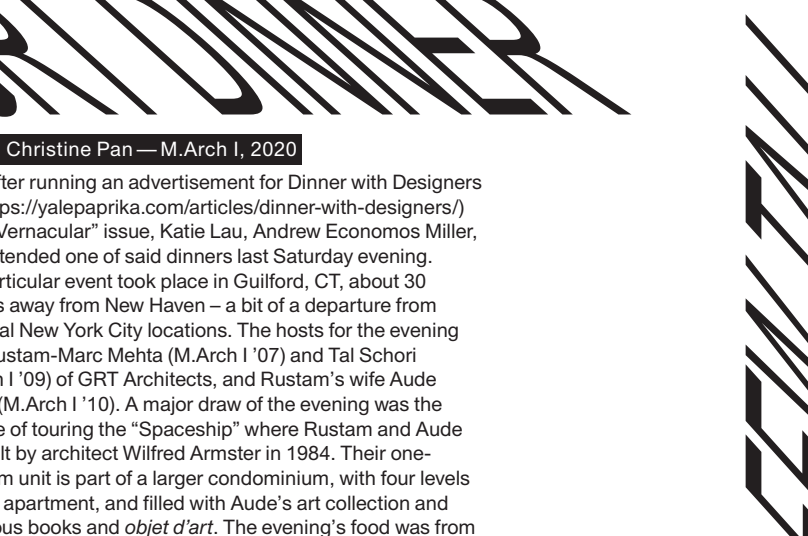 R DINNER
Christine Pan — M.Arch I, 2020
fter running an advertisement for Dinner with Designers
ps://yalepaprika.com/articles/dinner-with-designers/)
Vernacular” issue, Katie Lau, Andrew Economos Miller,
tended one of said dinners last Saturday evening.
rticular event took place in Guilford, CT, about 30
s away from New Haven – a bit of a departure from
al New York City locations. The hosts for the evening
ustam-Marc Mehta (M.Arch I ’07) and Tal Schori
h I ’09) of GRT Architects, and Rustam’s wife Aude
(M.Arch I ’10). A major draw of the evening was the
e of touring the “Spaceship” where Rustam and Aude
lt by architect Wilfred Armster in 1984. Their one-
m unit is part of a larger condominium, with four levels
apartment, and filled with Aude’s art collection and
ous books and objet d’art. The evening’s food was from